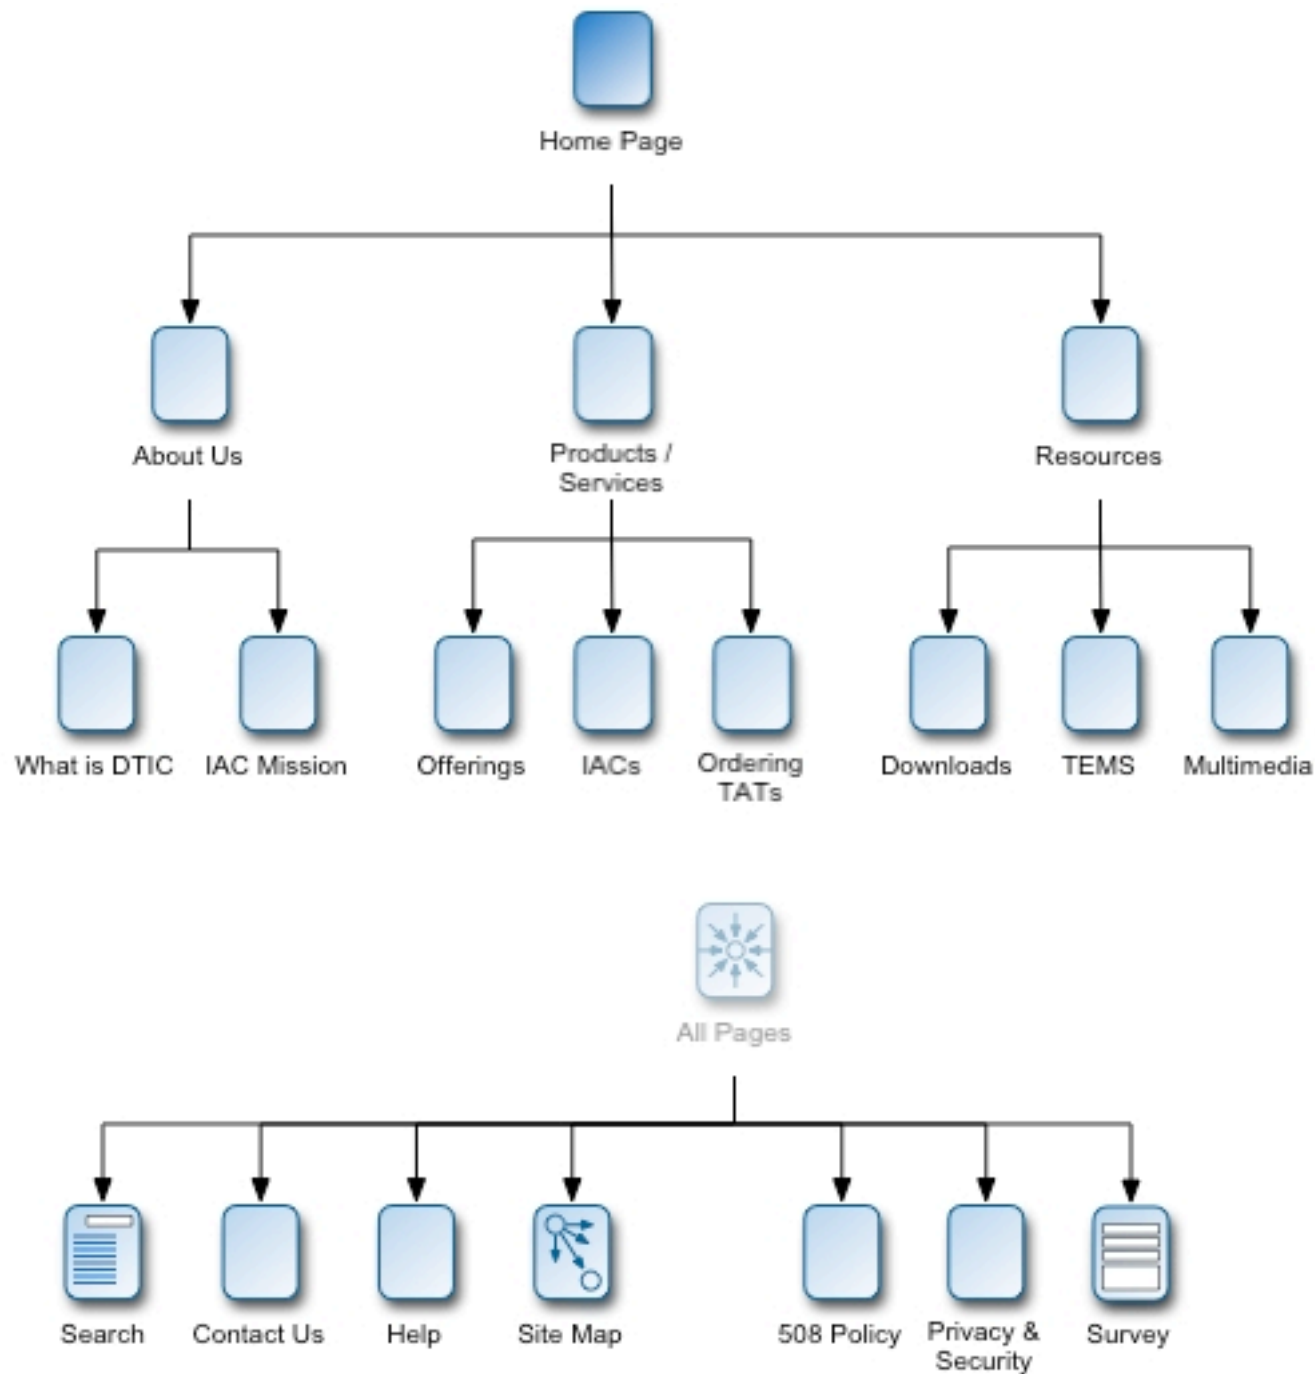 Home Page
About Us
Products /
Services
Resources
What is DTIC
IAC Mission
Offerings
IACs
Ordering
TATs
Downloads
TEMS
Multimedia
All Pages
Search
Contact Us
Help
Site Map
508 Policy
Privacy &
Security
Survey